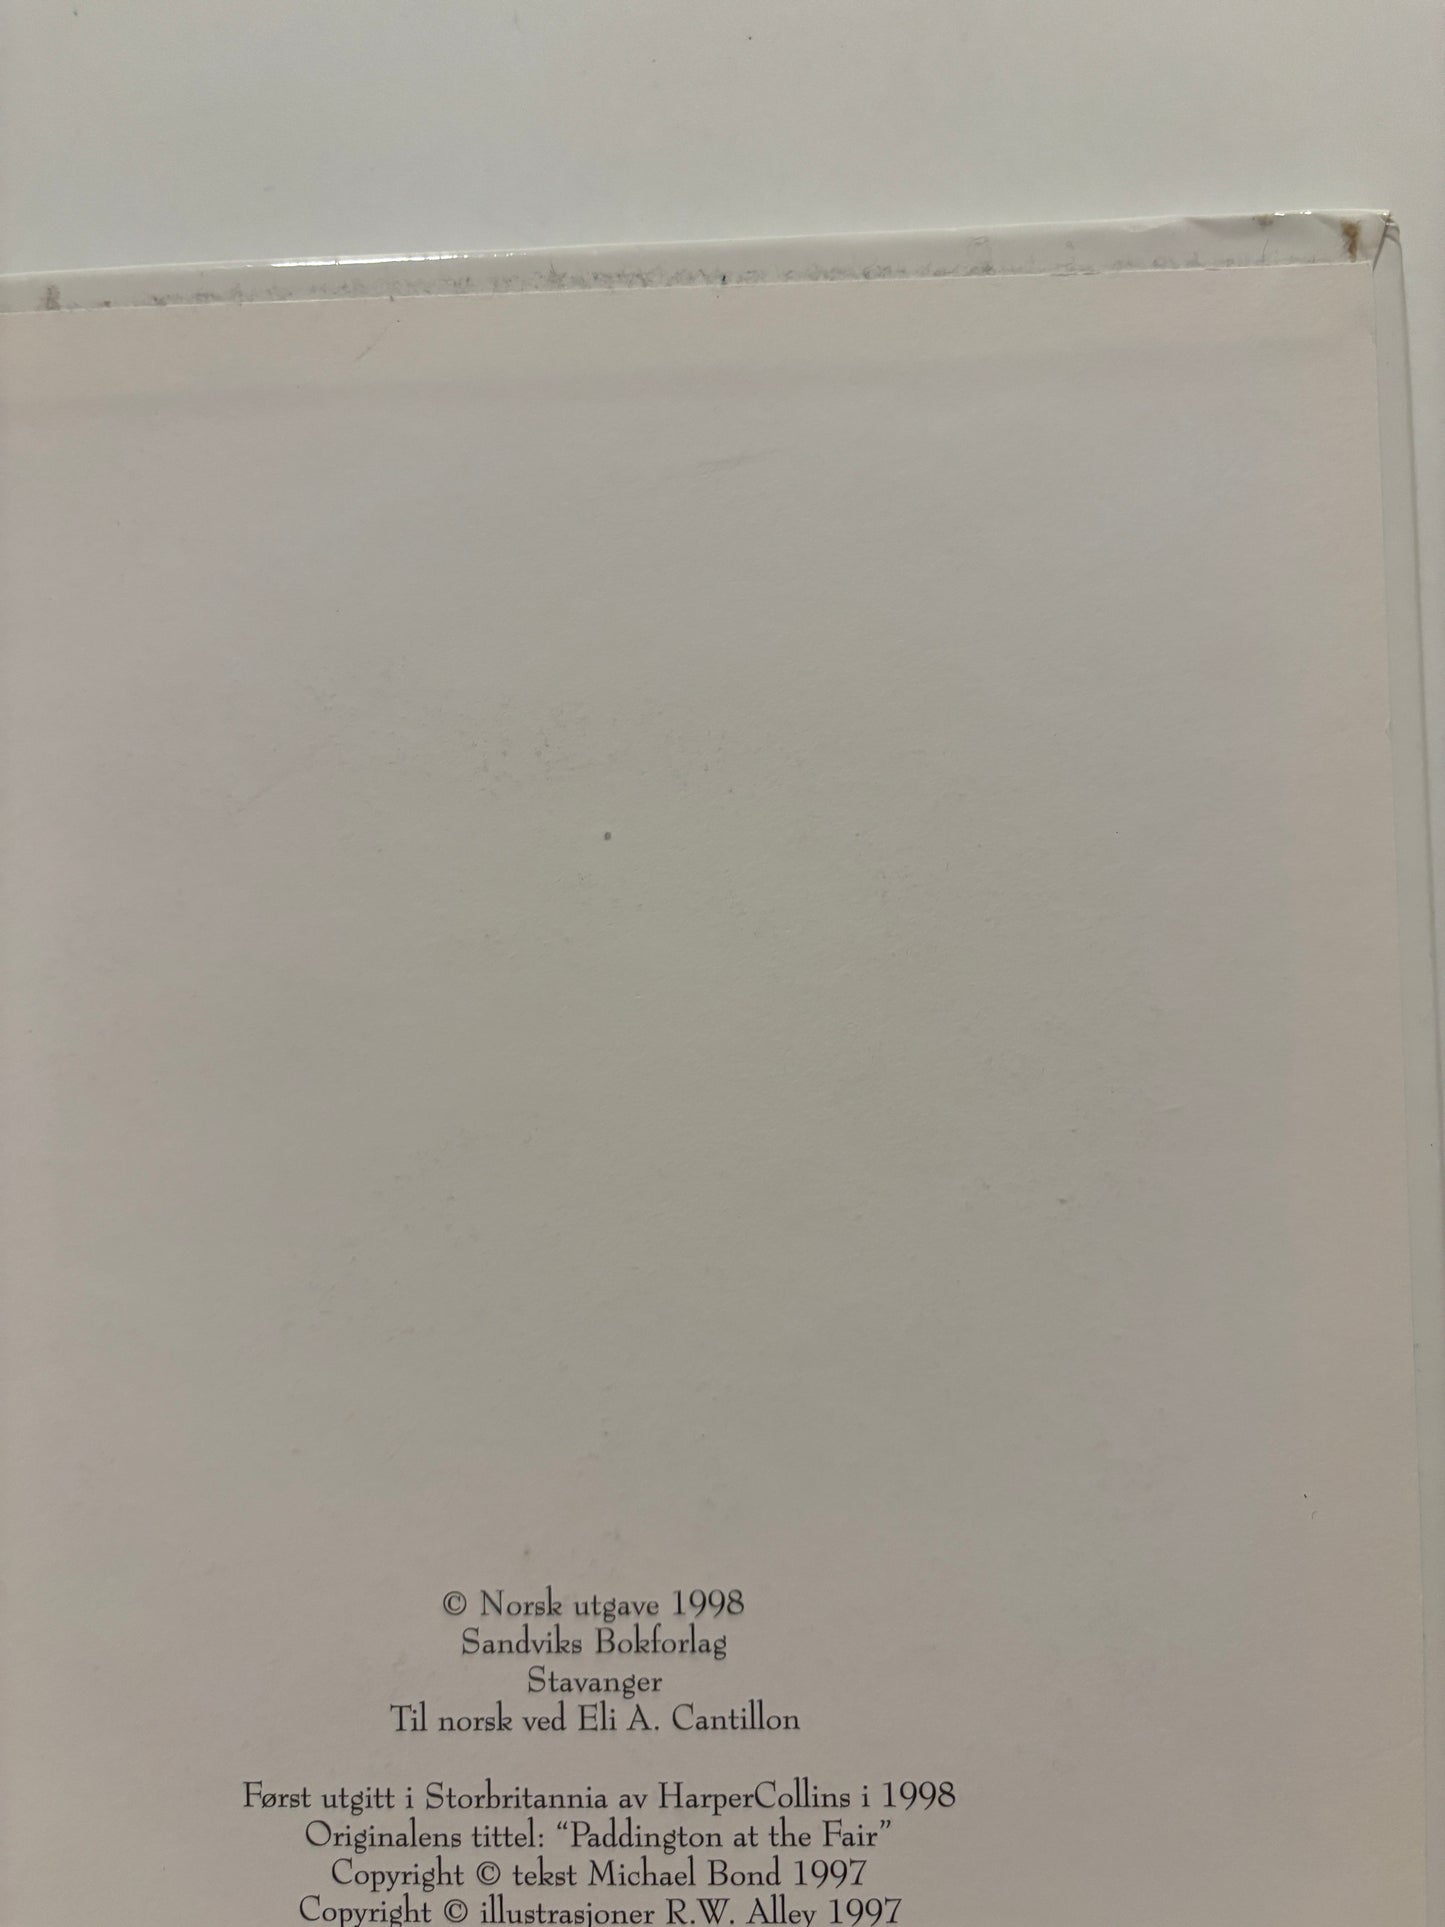 © Norsk utgave 1998
Sandviks Bokforlag
Stavanger
Til norsk ved Eli A. Cantillon
Først utgitt i Storbritannia av HarperCollins i 1998
Originalens tittel: “Paddington at the Fair”
Copyright © tekst Michael Bond 1997
Copyright © illustrasjoner R.W. Alley 1997